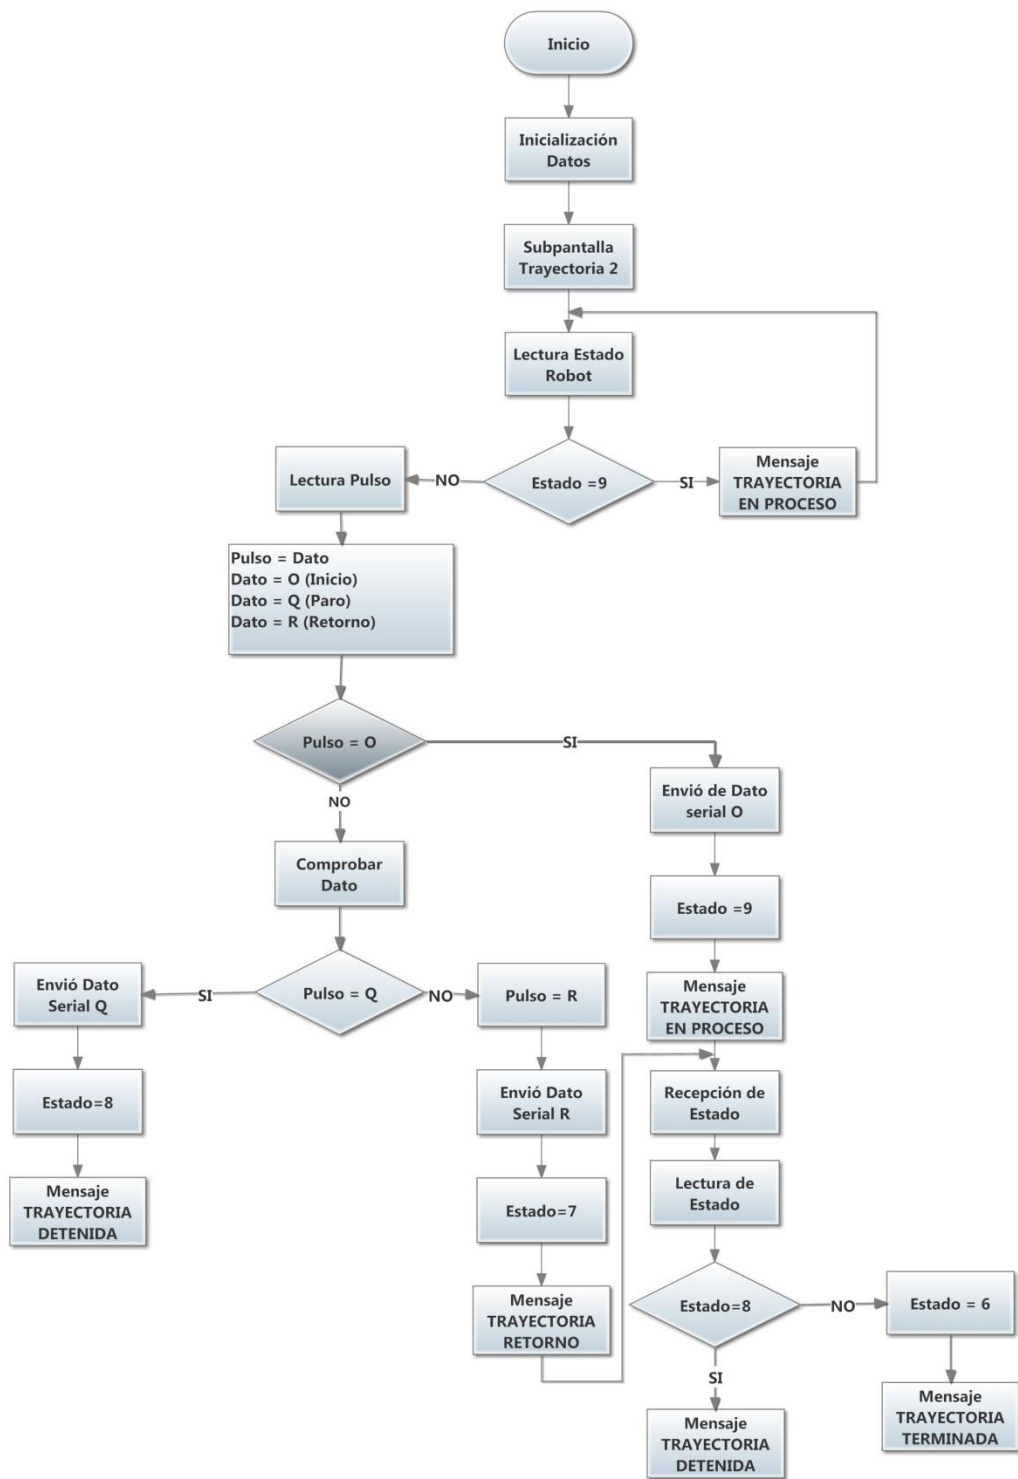 Inicio
Inicialización
Datos
Subpantalla
Trayectoria 2
Lectura Estado
Robot
Estado =9
SI
Mensaje
TRAYECTORIA
EN PROCESO
NO
Lectura Pulso
Pulso = Dato
Dato = O (Inicio)
Dato = Q (Paro)
Dato = R (Retorno)
Pulso = O
SI
NO
Envió de Dato
serial O
Comprobar
Dato
Estado =9
Pulso = Q
SI
Envió Dato
Serial Q
NO
Pulso = R
Mensaje
TRAYECTORIA
EN PROCESO
Estado=8
Envió Dato
Serial R
Recepción de
Estado
Mensaje
TRAYECTORIA
DETENIDA
Estado=7
Lectura de
Estado
Mensaje
TRAYECTORIA
RETORNO
Estado=8
NO
Estado = 6
SI
Mensaje
TRAYECTORIA
DETENIDA
Mensaje
TRAYECTORIA
TERMINADA